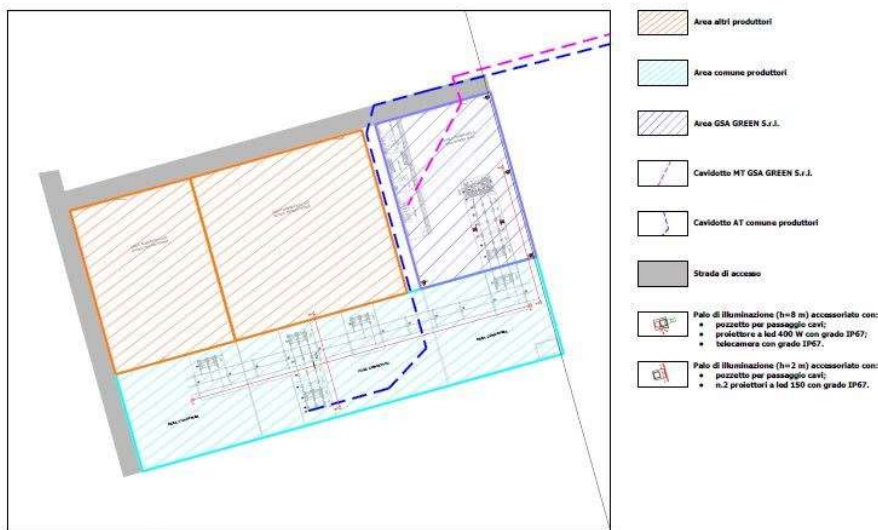 Area altri produttori
Area comune produttori
Area GSA GREEN S.r.l.
Cavidotto MT GSA GREEN S.r.l.
Cavidotto AT comune produttori
Strada di accesso
Palo di illuminazione (h=8 m) accessoriato con:
• pozzetto per passaggio cavi;
• proiettore a led 400 W con grado IP67;
• telecamera con grado IP67.
Palo di illuminazione (h=2 m) accessoriato con:
• pozzetto per passaggio cavi;
• n.2 proiettori a led 150 con grado IP67.